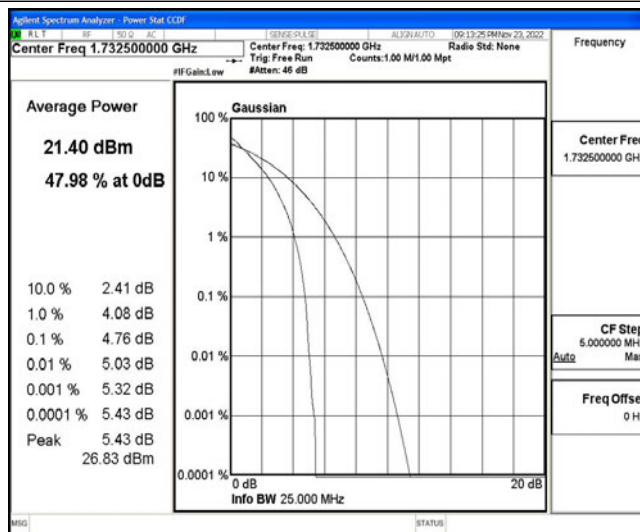 Agilent Spectrum Analyzer - Power Stat CCDF
RLT RF 50 Ω AC SENSE:PULSE ALIGN AUTO 09:13:25 PM Nov 23, 2022
Center Freq 1.732500000 GHz
Center Freq: 1.732500000 GHz Radio Std: None
Trig: Free Run Counts:1.00 M/1.00 Mpt
#IFGain:Low #Atten: 46 dB
Frequency
Average Power
21.40 dBm
47.98 % at 0dB
10.0 % 2.41 dB
1.0 % 4.08 dB
0.1 % 4.76 dB
0.01 % 5.03 dB
0.001 % 5.32 dB
0.0001 % 5.43 dB
Peak 5.43 dB
26.83 dBm
Gaussian
100 %
10 %
1 %
0.1 %
0.01 %
0.001 %
0.0001 %
0 dB 20 dB
Info BW 25.000 MHz
Center Freq
1.732500000 GH
CF Step
5.000000 MH
Auto Ma
Freq Offse
0 H
MSG STATUS